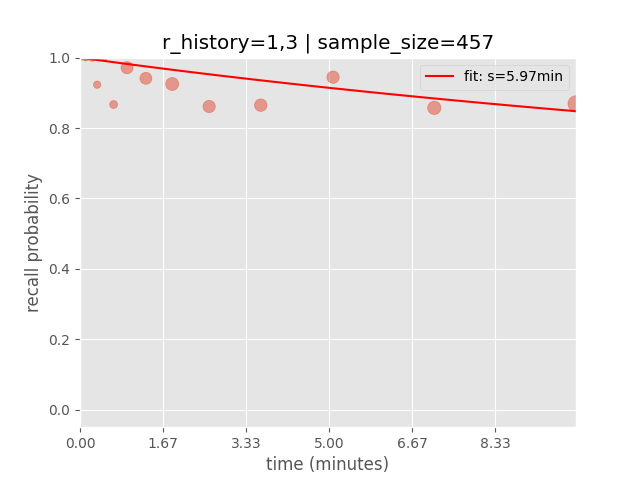 r_history=1,3 | sample_size=457
fit: s=5.97min
1.0
0.8
0.6
0.4
0.2
0.0
recall probability
0.00 1.67 3.33 5.00 6.67 8.33
time (minutes)